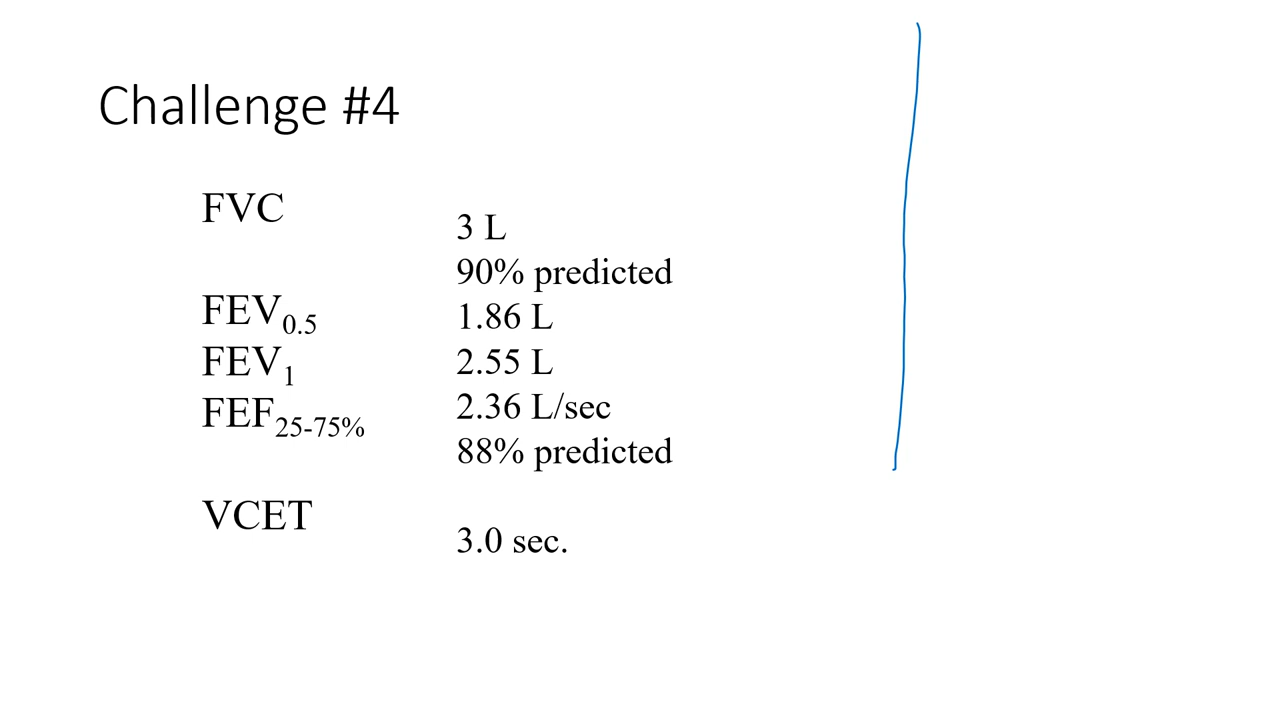 Challenge #4
FVC
3 L
90% predicted
FEV0.5
1.86 L
FEV1
2.55 L
FEF25-75%
2.36 L/sec
88% predicted
VCET
3.0 sec.